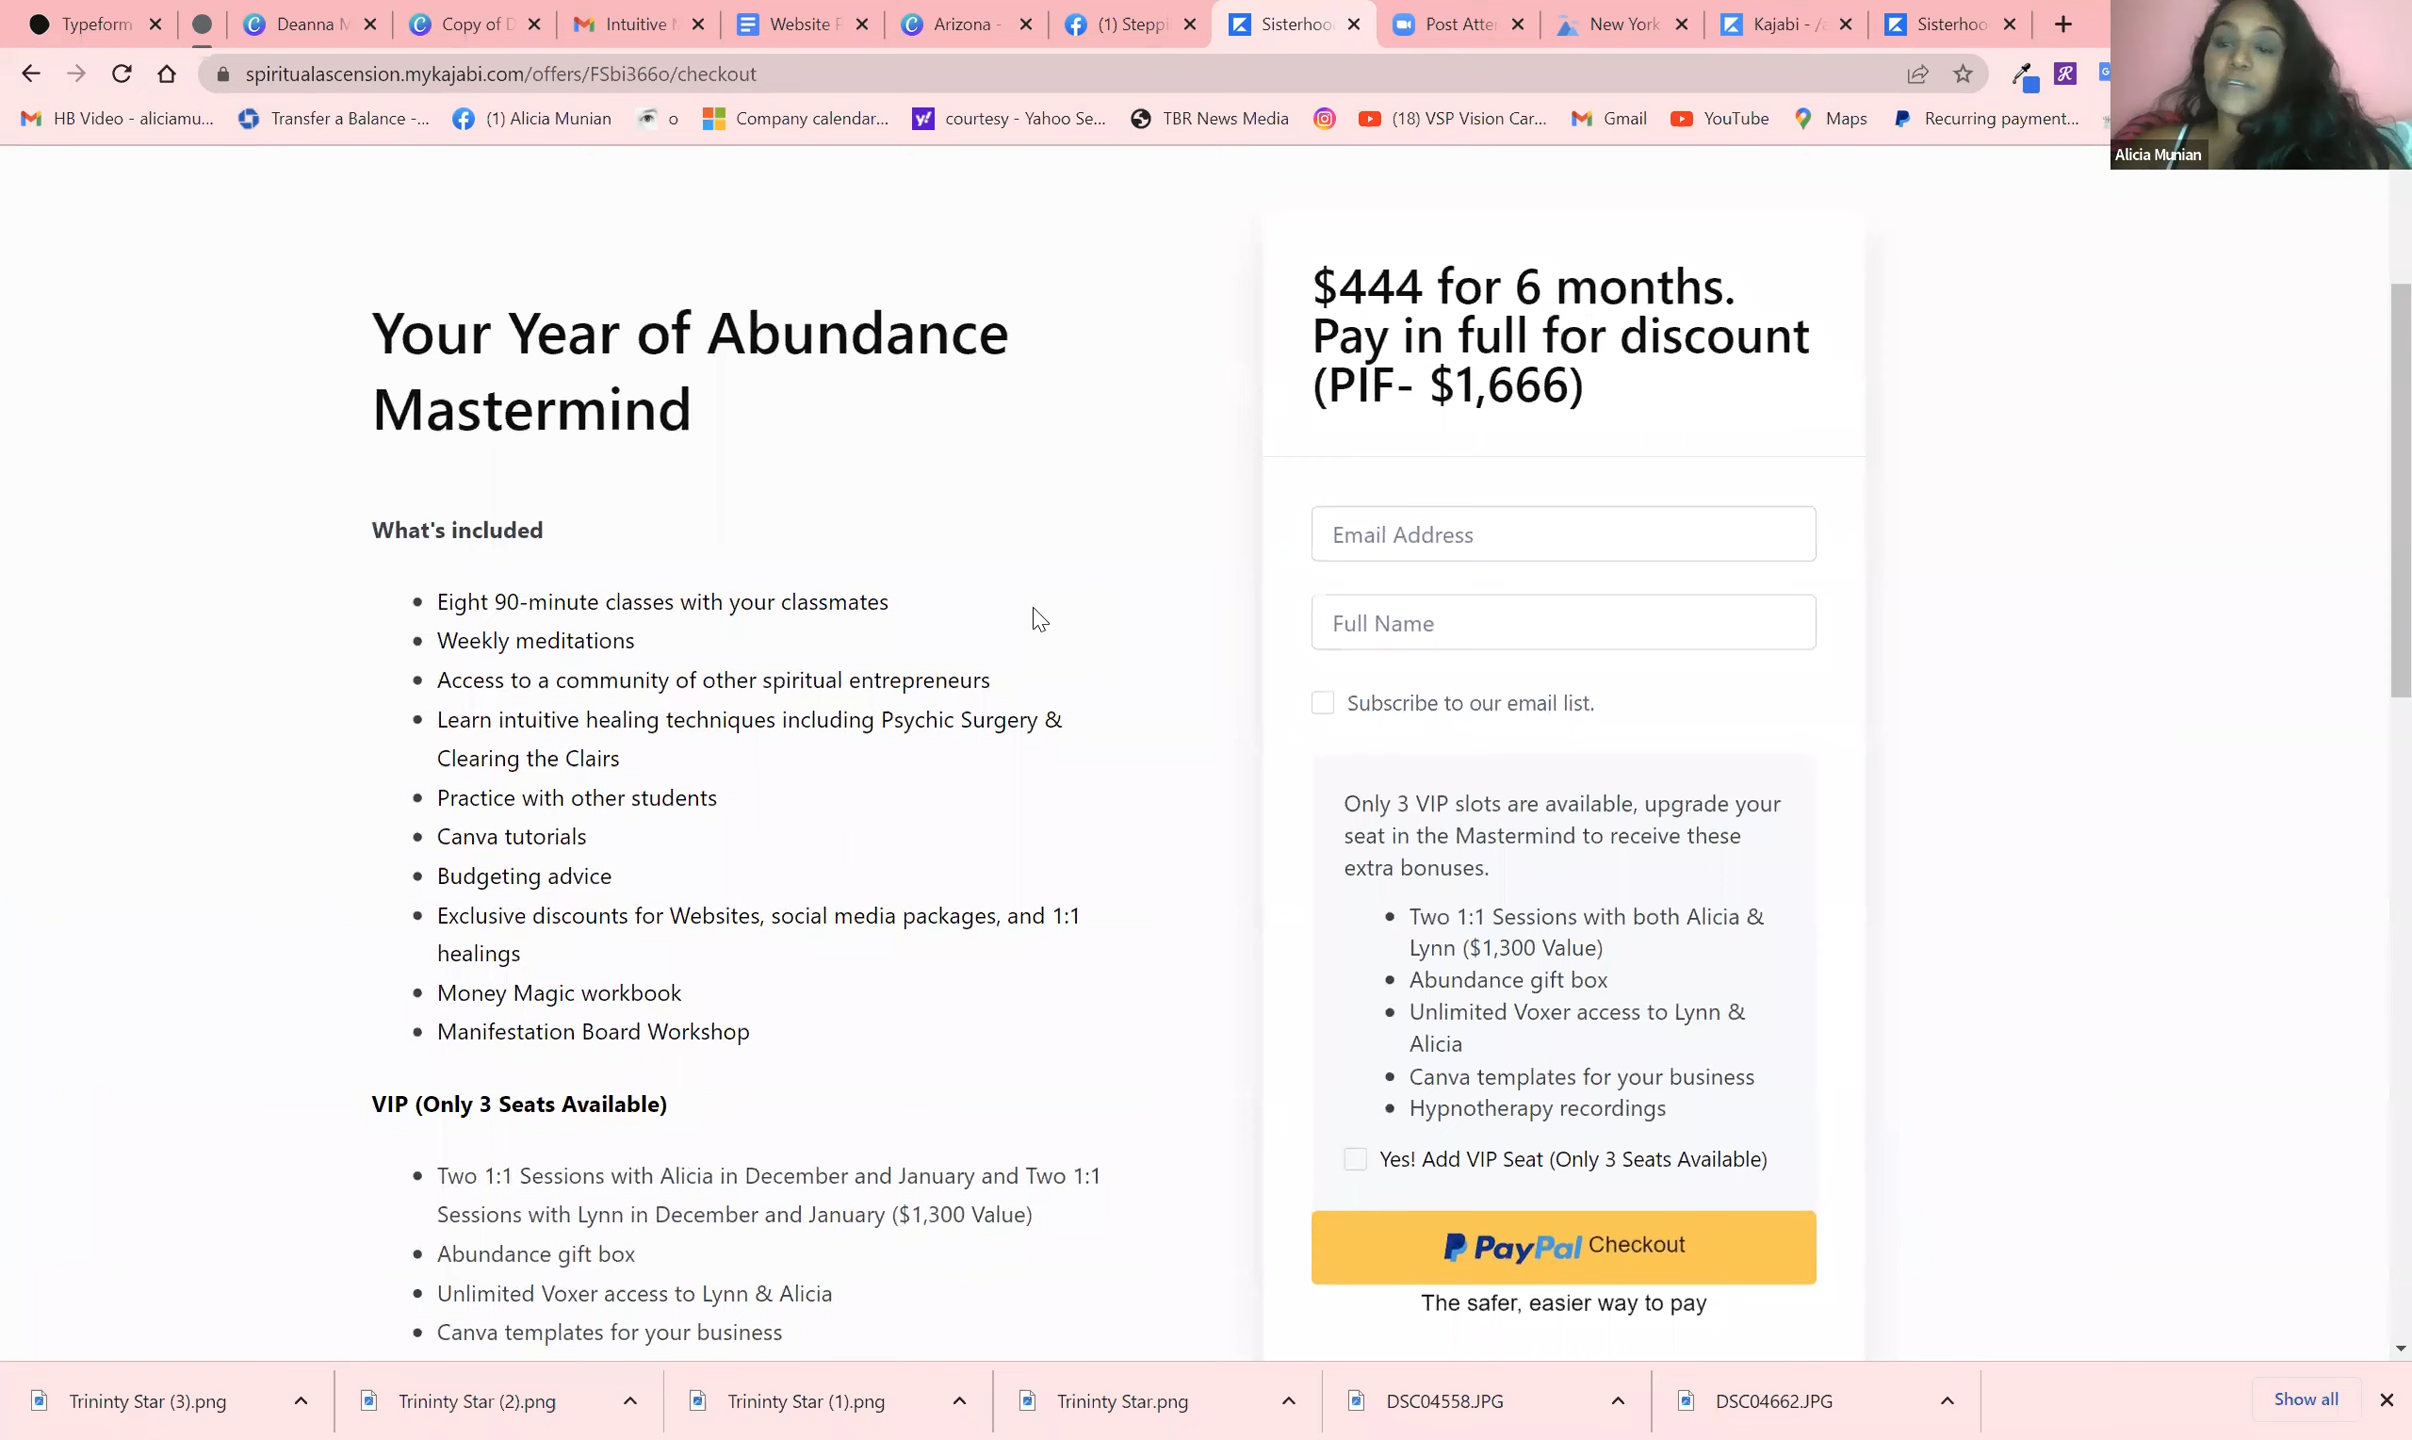 Typeform
Deanna M
Copy of D
Intuitive M
Website F
Arizona -
(1) Steppi
Sisterhoo
Post Atte
New York
Kajabi - /a
Sisterhoo
spiritualascension.mykajabi.com/offers/FSbi366o/checkout
HB Video - aliciamu...
Transfer a Balance -...
(1) Alicia Munian
o
Company calendar...
courtesy - Yahoo Se...
TBR News Media
(18) VSP Vision Car...
Gmail
YouTube
Maps
Recurring payment...
Alicia Munian
Your Year of Abundance
Mastermind
What's included
Eight 90-minute classes with your classmates
Weekly meditations
Access to a community of other spiritual entrepreneurs
Learn intuitive healing techniques including Psychic Surgery &
Clearing the Clairs
Practice with other students
Canva tutorials
Budgeting advice
Exclusive discounts for Websites, social media packages, and 1:1
healings
Money Magic workbook
Manifestation Board Workshop
VIP (Only 3 Seats Available)
Two 1:1 Sessions with Alicia in December and January and Two 1:1
Sessions with Lynn in December and January ($1,300 Value)
Abundance gift box
Unlimited Voxer access to Lynn & Alicia
Canva templates for your business
$444 for 6 months.
Pay in full for discount
(PIF- $1,666)
Email Address
Full Name
Subscribe to our email list.
Only 3 VIP slots are available, upgrade your
seat in the Mastermind to receive these
extra bonuses.
Two 1:1 Sessions with both Alicia &
Lynn ($1,300 Value)
Abundance gift box
Unlimited Voxer access to Lynn &
Alicia
Canva templates for your business
Hypnotherapy recordings
Yes! Add VIP Seat (Only 3 Seats Available)
PayPal Checkout
The safer, easier way to pay
Trininty Star (3).png
Trininty Star (2).png
Trininty Star (1).png
Trininty Star.png
DSC04558.JPG
DSC04662.JPG
Show all